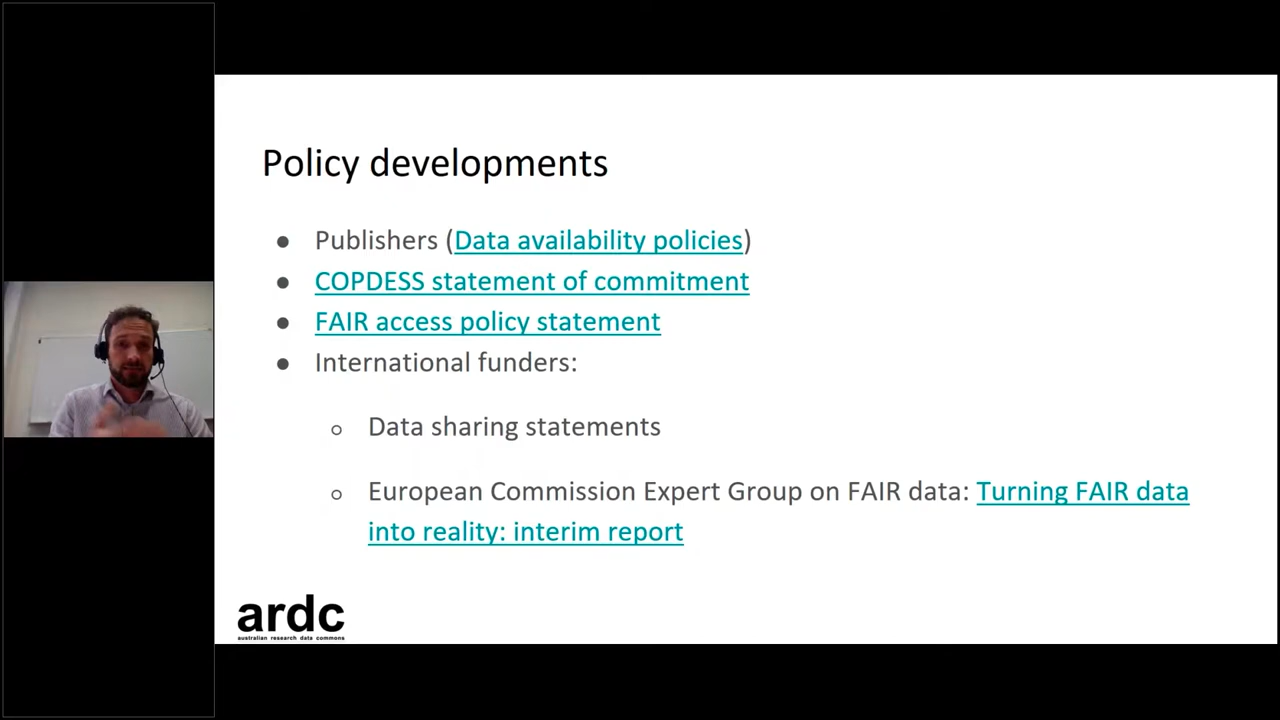 Policy developments
● Publishers (Data availability policies)
● COPDESS statement of commitment
● FAIR access policy statement
● International funders:
○ Data sharing statements
○ European Commission Expert Group on FAIR data: Turning FAIR data
into reality: interim report
ardc
australian research data commons